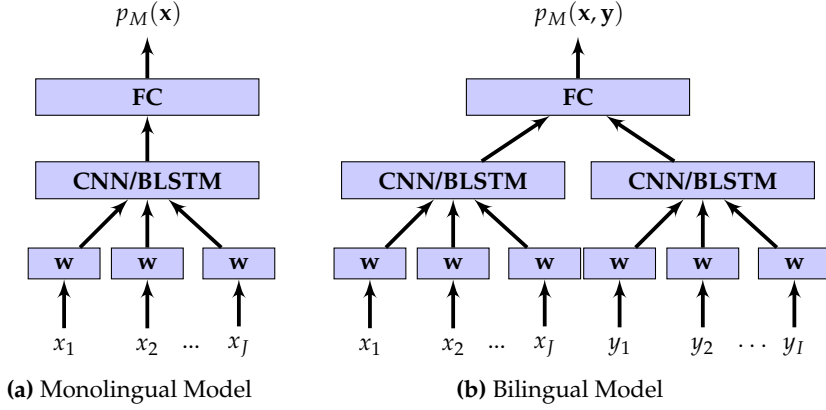 p_M(x) p_M(x, y)
FC FC
CNN/BLSTM CNN/BLSTM CNN/BLSTM
w w w w w w w w w
x_1 x_2 ... x_J x_1 x_2 ... x_J y_1 y_2 ... y_I
(a) Monolingual Model (b) Bilingual Model